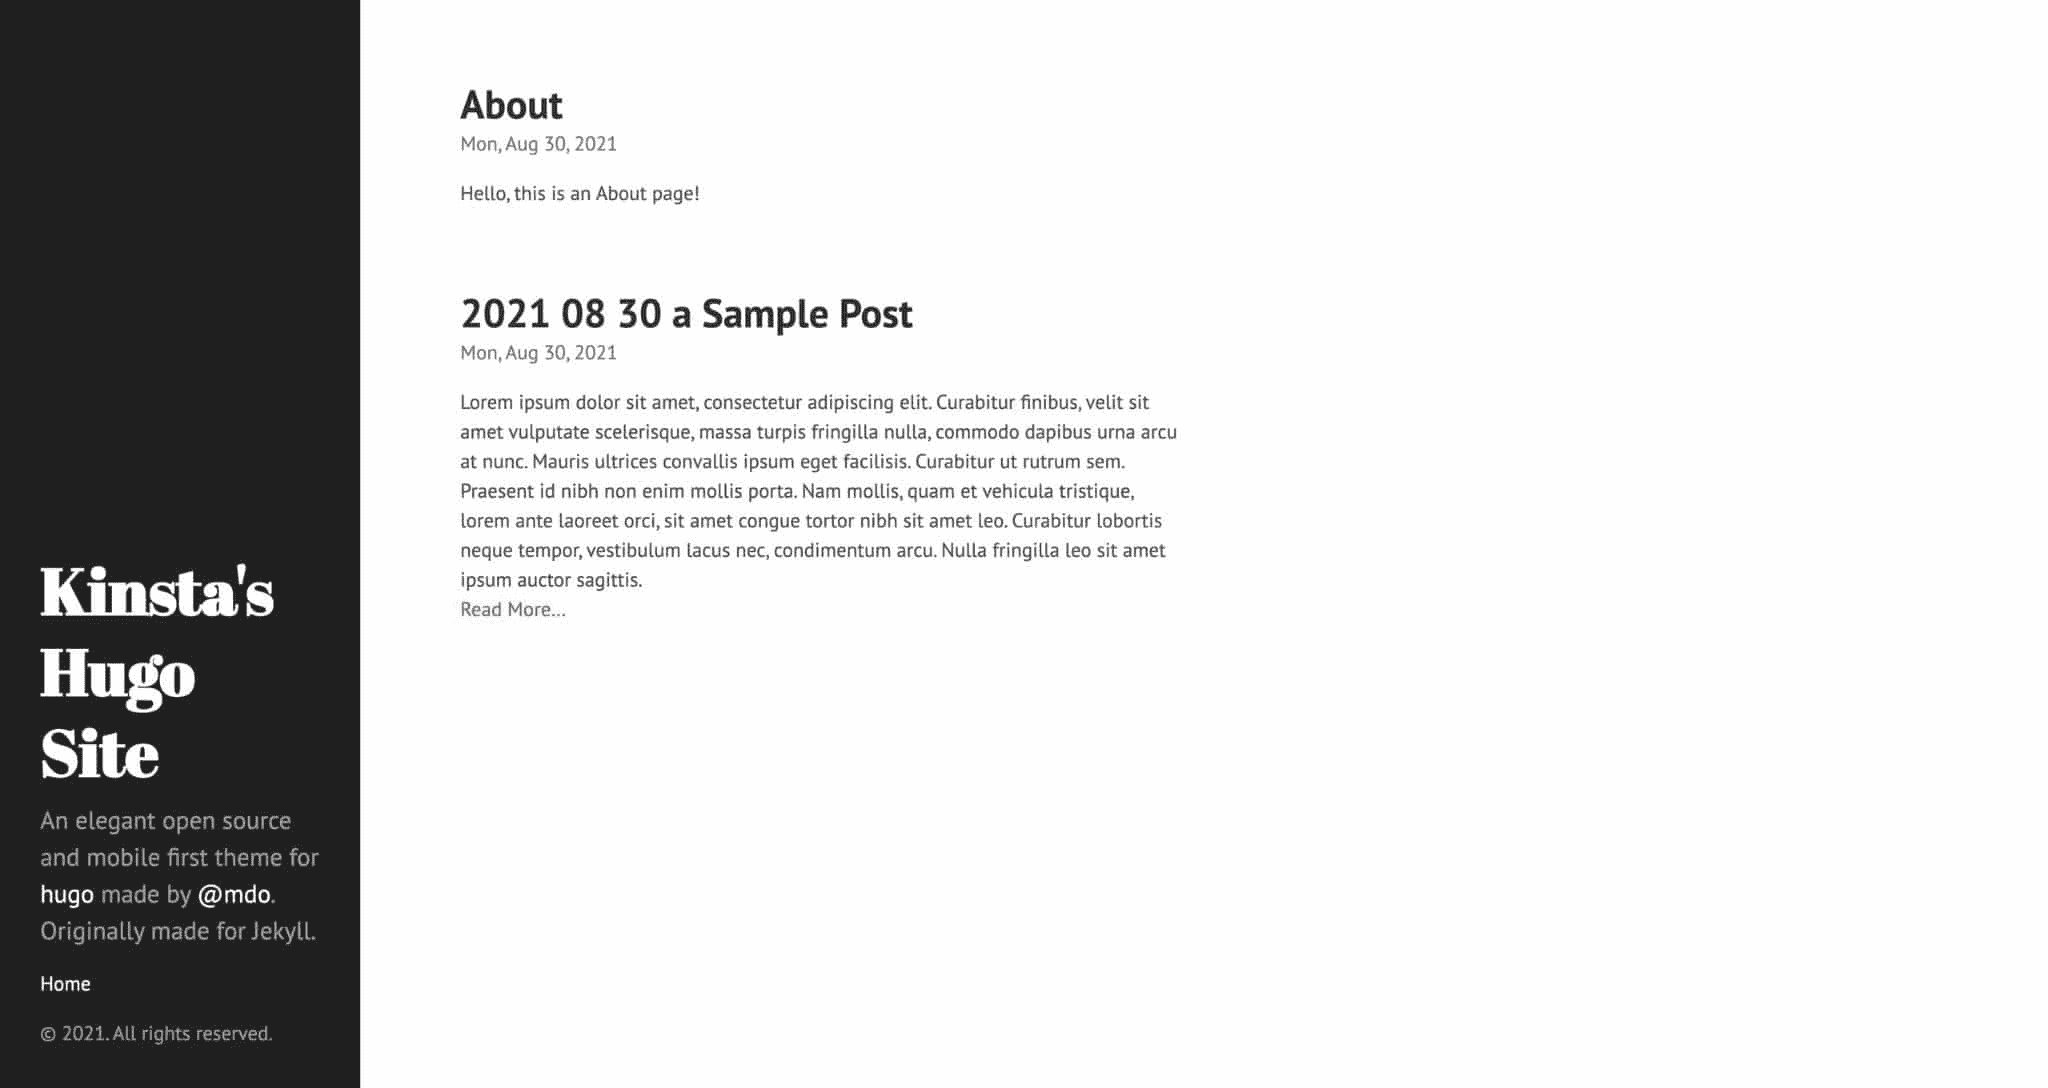 Kinsta's
Hugo
Site
An elegant open source
and mobile first theme for
hugo made by @mdo.
Originally made for Jekyll.
Home
© 2021. All rights reserved.
About
Mon, Aug 30, 2021
Hello, this is an About page!
2021 08 30 a Sample Post
Mon, Aug 30, 2021
Lorem ipsum dolor sit amet, consectetur adipiscing elit. Curabitur finibus, velit sit
amet vulputate scelerisque, massa turpis fringilla nulla, commodo dapibus urna arcu
at nunc. Mauris ultrices convallis ipsum eget facilisis. Curabitur ut rutrum sem.
Praesent id nibh non enim mollis porta. Nam mollis, quam et vehicula tristique,
lorem ante laoreet orci, sit amet congue tortor nibh sit amet leo. Curabitur lobortis
neque tempor, vestibulum lacus nec, condimentum arcu. Nulla fringilla leo sit amet
ipsum auctor sagittis.
Read More…